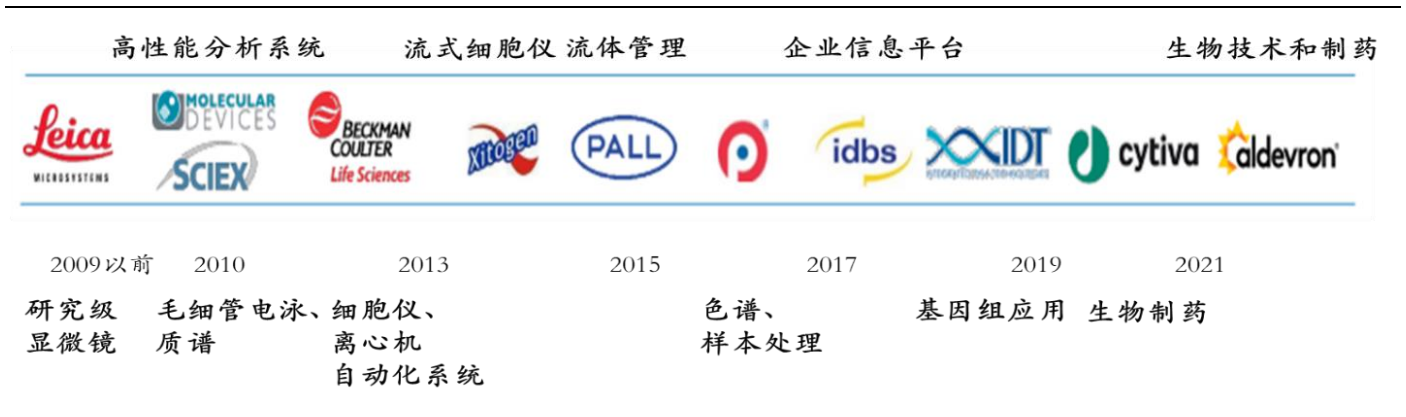 高性能分析系统 流式细胞仪 流体管理 企业信息平台 生物技术和制药
Leica
MICROSYSTEMS
MOLECULAR
DEVICES
SCIEX
BECKMAN
COULTER
Life Sciences
Xitogen
PALL
idbs
IDT
cytiva
aldevron
2009以前 2010 2013 2015 2017 2019 2021
研究级
显微镜
毛细管电泳、
质谱
细胞仪、
离心机
自动化系统
色谱、
样本处理
基因组应用
生物制药